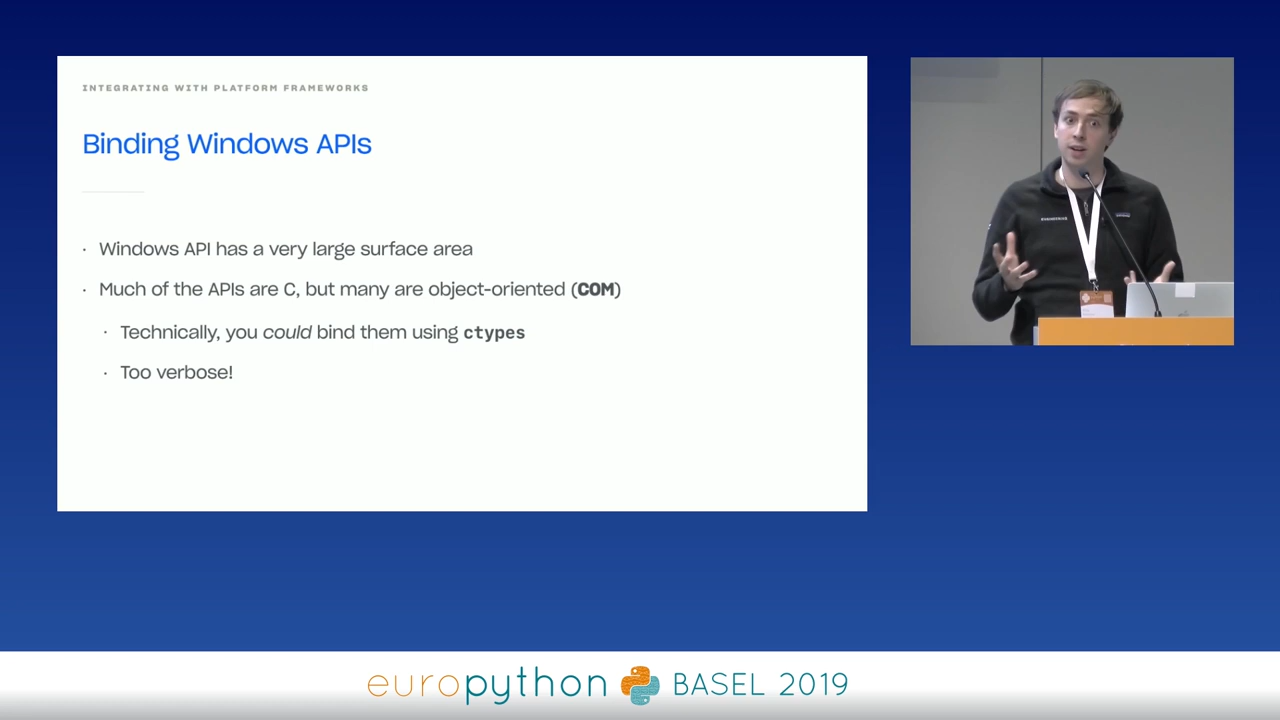 INTEGRATING WITH PLATFORM FRAMEWORKS
Binding Windows APIs
· Windows API has a very large surface area
· Much of the APIs are C, but many are object-oriented (COM)
· Technically, you could bind them using ctypes
· Too verbose!
europython BASEL 2019